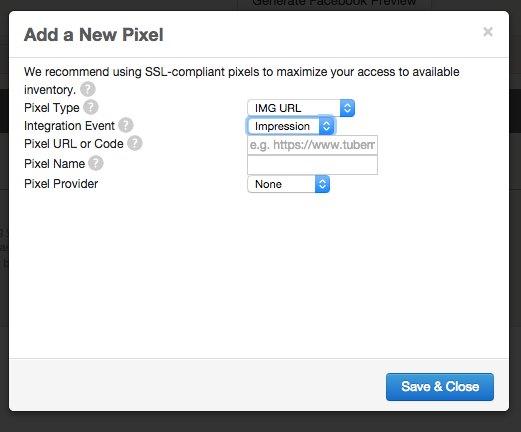 Generate Facebook Preview
Add a New Pixel ×
We recommend using SSL-compliant pixels to maximize your access to available
inventory. ?
Pixel Type ? IMG URL
Integration Event ? Impression
Pixel URL or Code ? e.g. https://www.tuberr
Pixel Name ?
Pixel Provider None
Save & Close